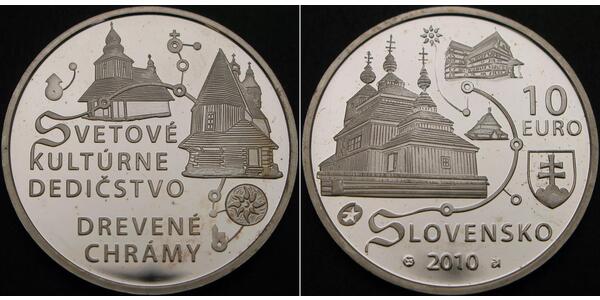 SVETOVÉ
KULTÚRNE
DEDIČSTVO
DREVENÉ
CHRÁMY
10
EURO
SLOVENSKO
2010